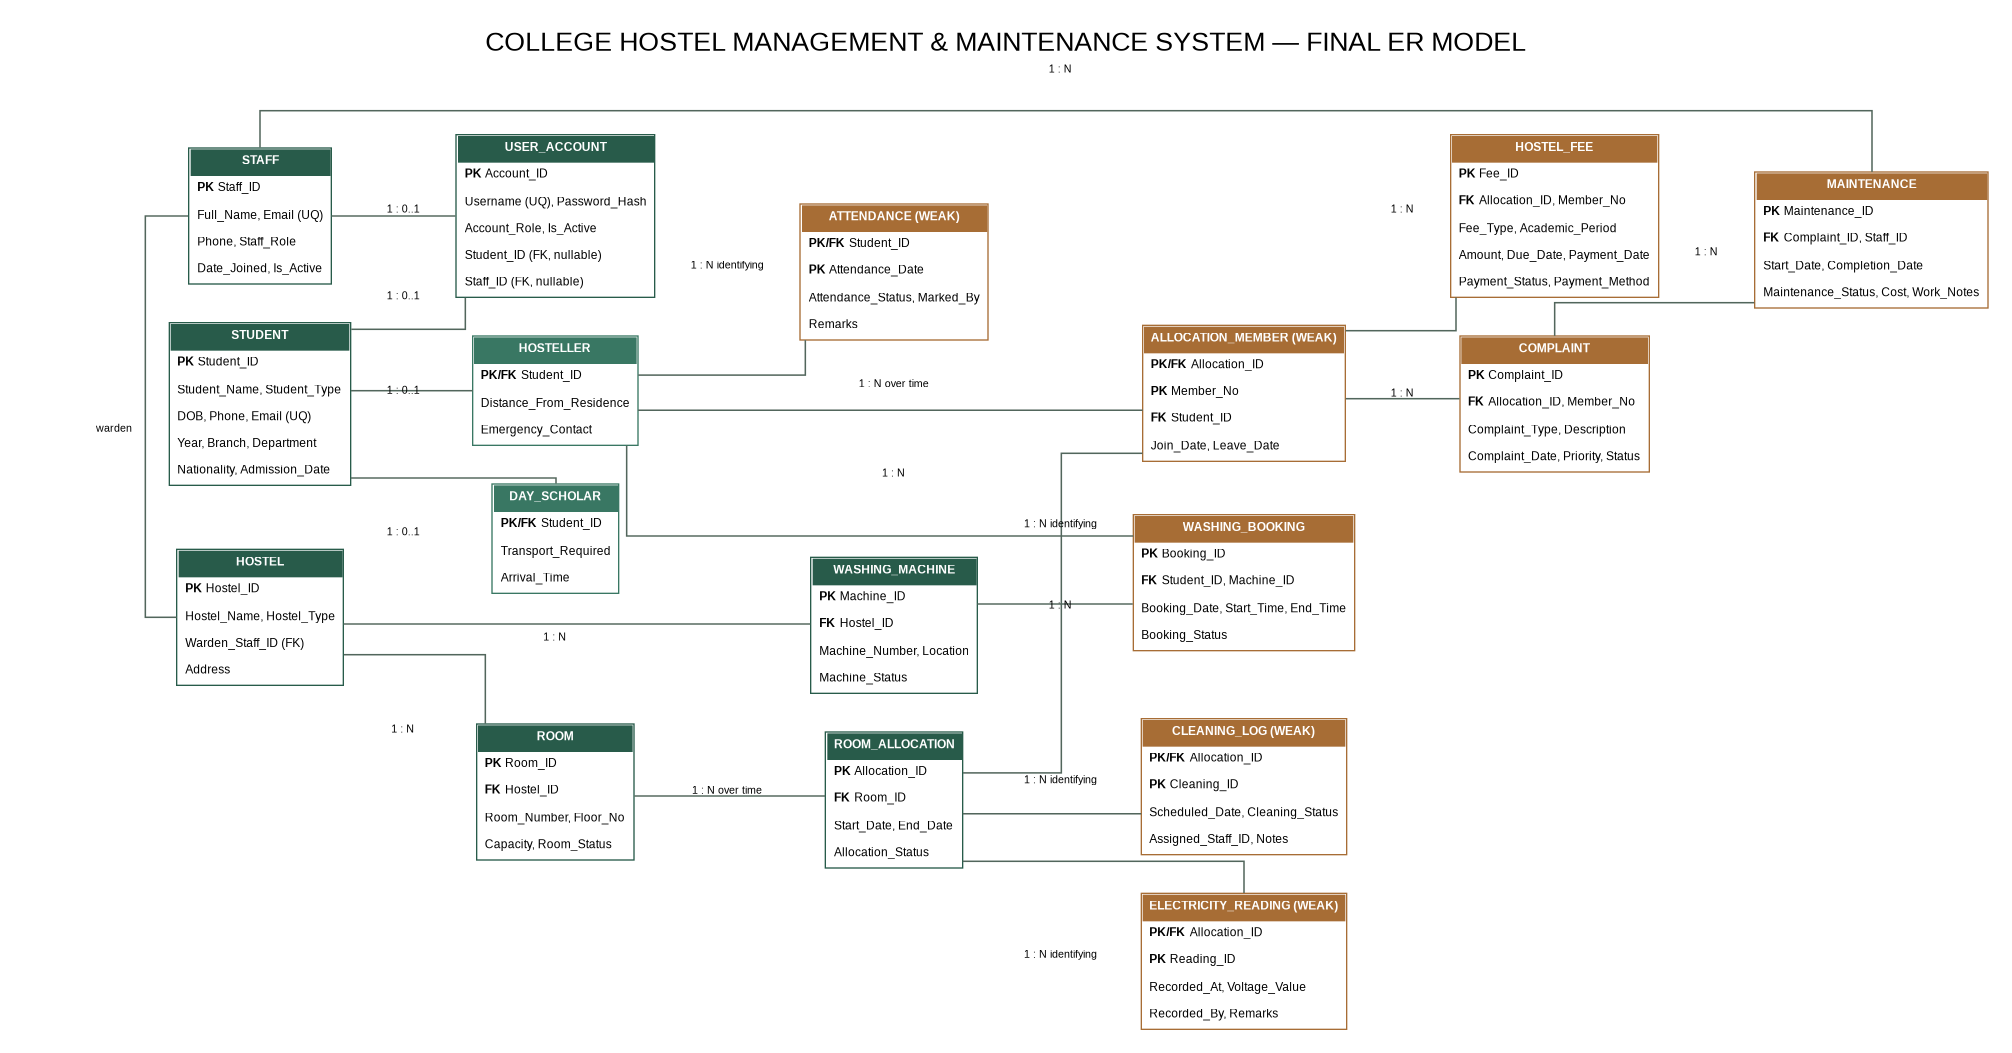 COLLEGE HOSTEL MANAGEMENT & MAINTENANCE SYSTEM — FINAL ER MODEL
1 : N
STAFF
PK Staff_ID
Full_Name, Email (UQ)
Phone, Staff_Role
Date_Joined, Is_Active
1 : 0..1
USER_ACCOUNT
PK Account_ID
Username (UQ), Password_Hash
Account_Role, Is_Active
Student_ID (FK, nullable)
Staff_ID (FK, nullable)
1 : 0..1
1 : N identifying
ATTENDANCE (WEAK)
PK/FK Student_ID
PK Attendance_Date
Attendance_Status, Marked_By
Remarks
1 : N
HOSTEL_FEE
PK Fee_ID
FK Allocation_ID, Member_No
Fee_Type, Academic_Period
Amount, Due_Date, Payment_Date
Payment_Status, Payment_Method
1 : N
MAINTENANCE
PK Maintenance_ID
FK Complaint_ID, Staff_ID
Start_Date, Completion_Date
Maintenance_Status, Cost, Work_Notes
STUDENT
PK Student_ID
Student_Name, Student_Type
DOB, Phone, Email (UQ)
Year, Branch, Department
Nationality, Admission_Date
1 : 0..1
HOSTELLER
PK/FK Student_ID
Distance_From_Residence
Emergency_Contact
1 : N over time
ALLOCATION_MEMBER (WEAK)
PK/FK Allocation_ID
PK Member_No
FK Student_ID
Join_Date, Leave_Date
1 : N
COMPLAINT
PK Complaint_ID
FK Allocation_ID, Member_No
Complaint_Type, Description
Complaint_Date, Priority, Status
warden
1 : N
DAY_SCHOLAR
PK/FK Student_ID
Transport_Required
Arrival_Time
1 : 0..1
1 : N identifying
WASHING_BOOKING
PK Booking_ID
FK Student_ID, Machine_ID
Booking_Date, Start_Time, End_Time
Booking_Status
HOSTEL
PK Hostel_ID
Hostel_Name, Hostel_Type
Warden_Staff_ID (FK)
Address
1 : N
WASHING_MACHINE
PK Machine_ID
FK Hostel_ID
Machine_Number, Location
Machine_Status
1 : N
1 : N
ROOM
PK Room_ID
FK Hostel_ID
Room_Number, Floor_No
Capacity, Room_Status
1 : N over time
ROOM_ALLOCATION
PK Allocation_ID
FK Room_ID
Start_Date, End_Date
Allocation_Status
1 : N identifying
CLEANING_LOG (WEAK)
PK/FK Allocation_ID
PK Cleaning_ID
Scheduled_Date, Cleaning_Status
Assigned_Staff_ID, Notes
1 : N identifying
ELECTRICITY_READING (WEAK)
PK/FK Allocation_ID
PK Reading_ID
Recorded_At, Voltage_Value
Recorded_By, Remarks